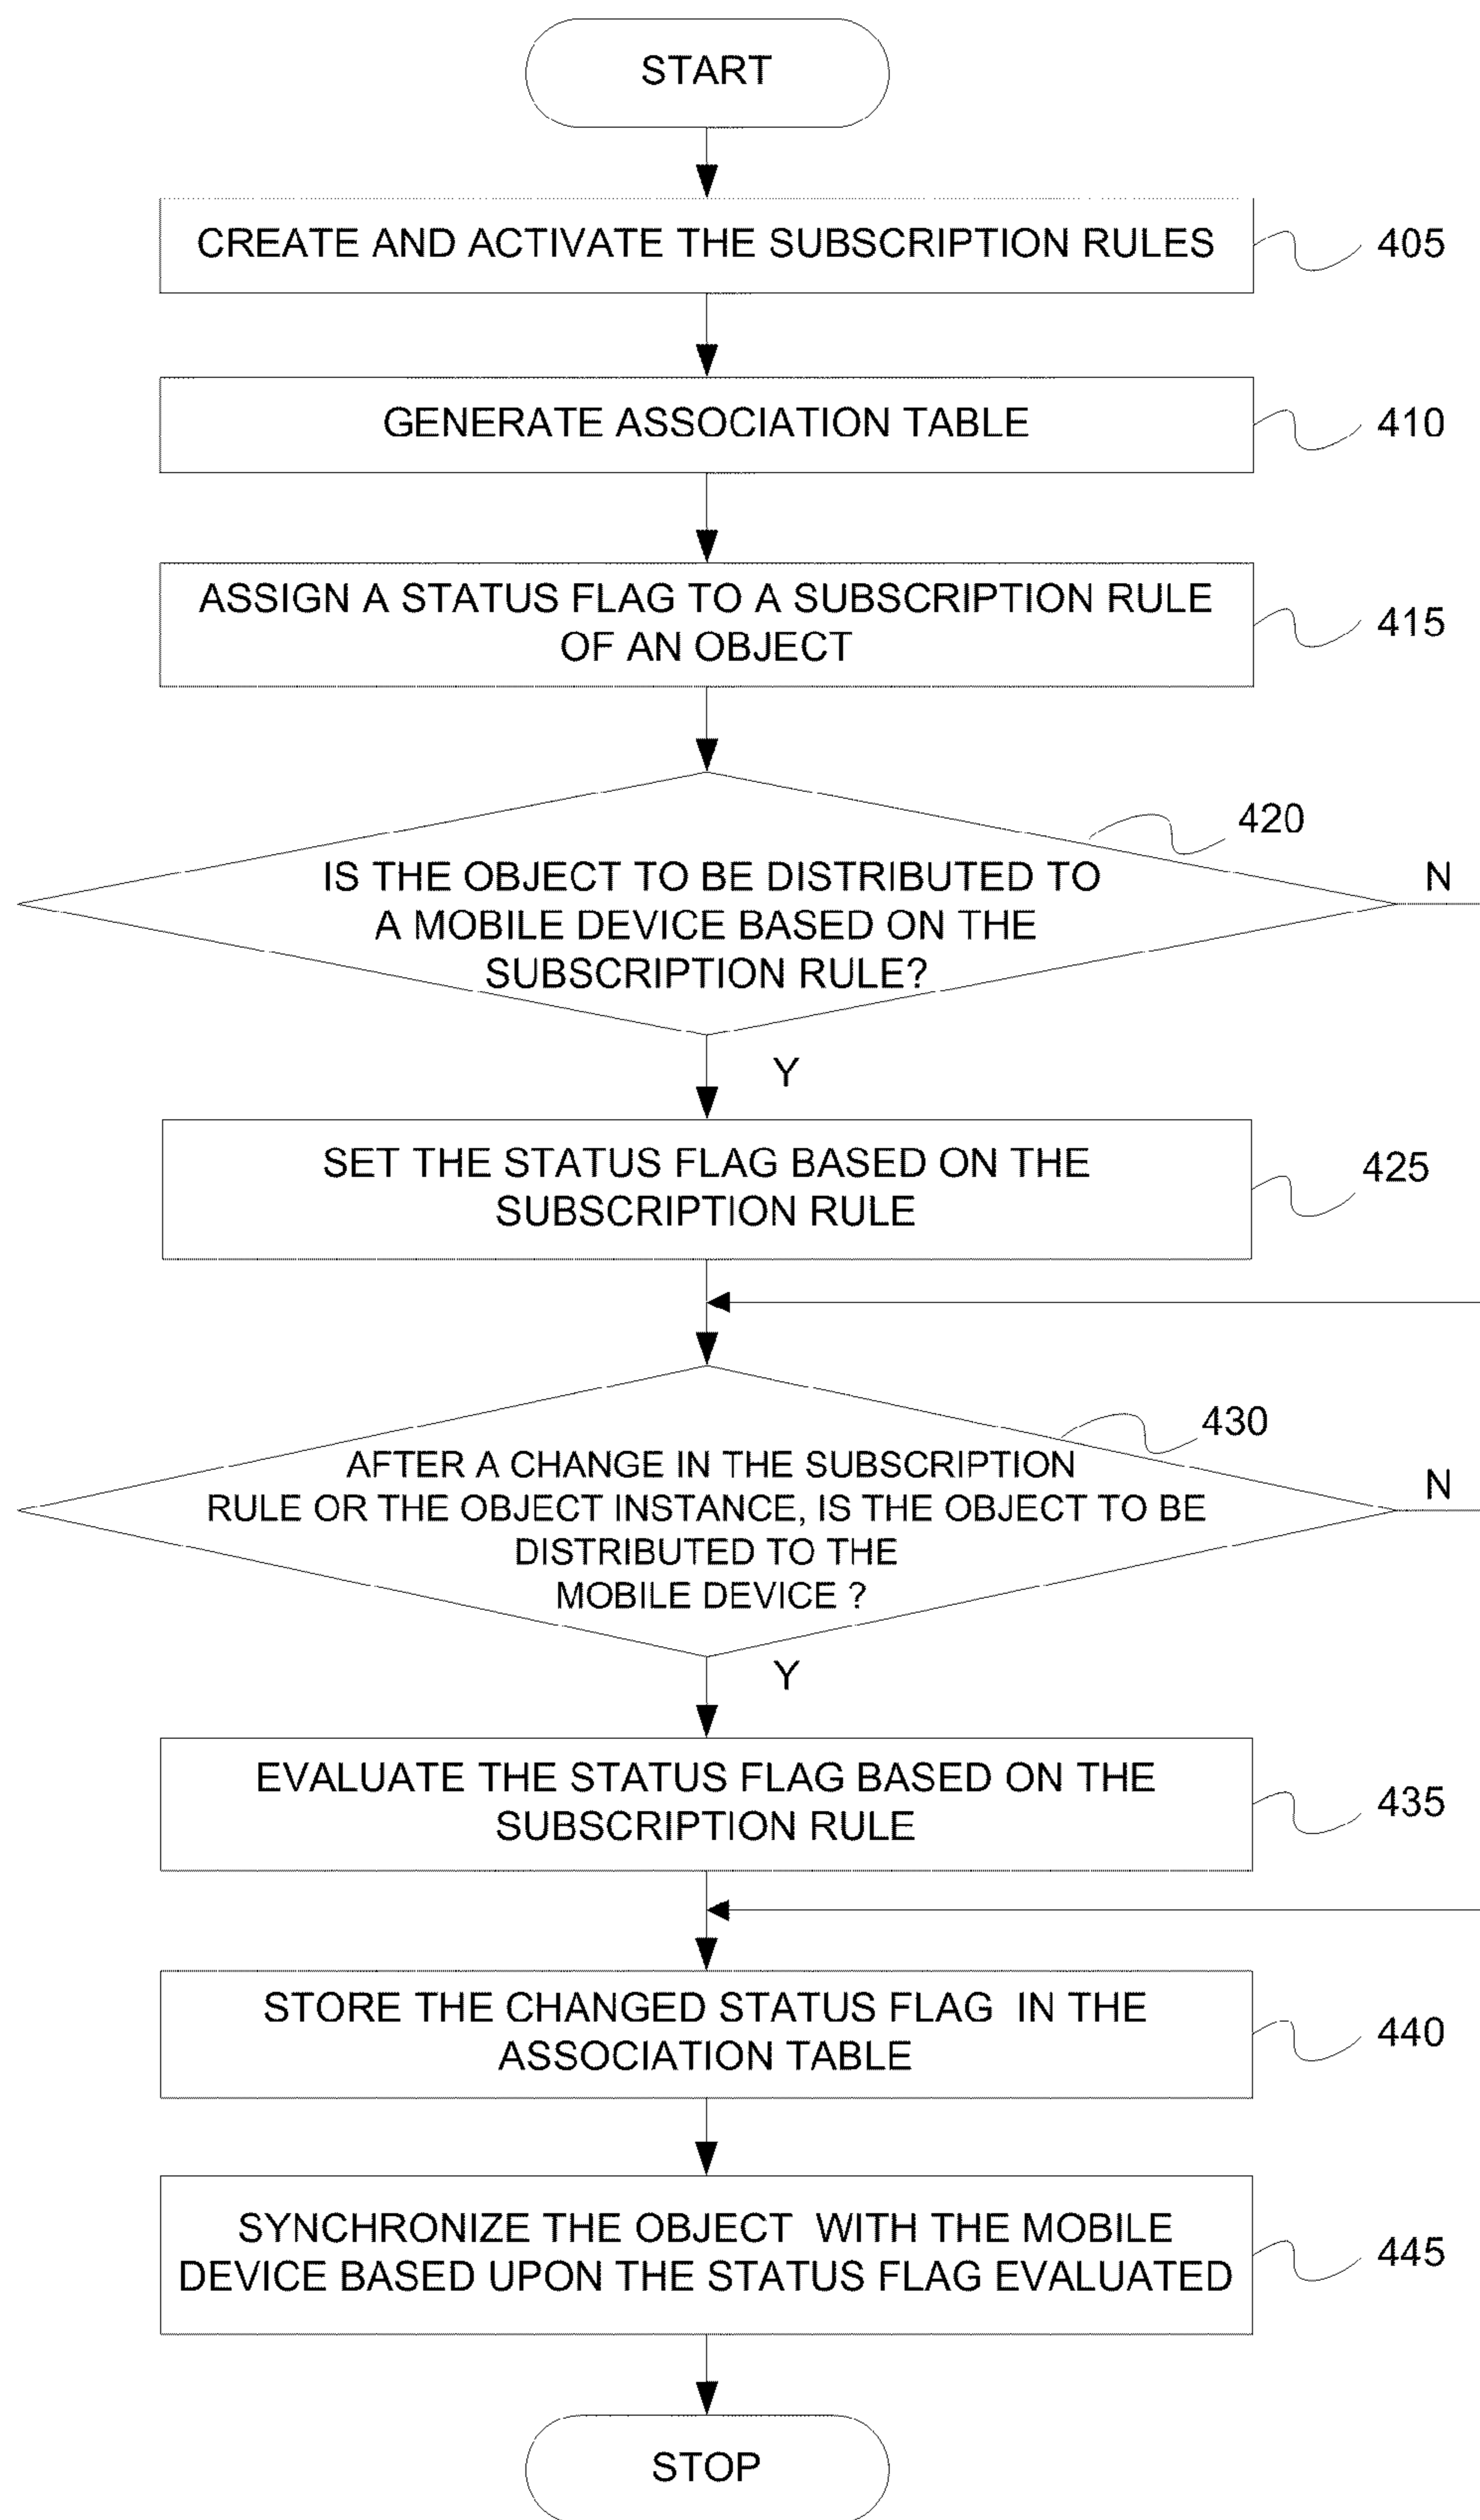 START
CREATE AND ACTIVATE THE SUBSCRIPTION RULES
405
GENERATE ASSOCIATION TABLE
410
ASSIGN A STATUS FLAG TO A SUBSCRIPTION RULE
OF AN OBJECT
415
420
IS THE OBJECT TO BE DISTRIBUTED TO
A MOBILE DEVICE BASED ON THE
SUBSCRIPTION RULE?
N
Y
SET THE STATUS FLAG BASED ON THE
SUBSCRIPTION RULE
425
430
AFTER A CHANGE IN THE SUBSCRIPTION
RULE OR THE OBJECT INSTANCE, IS THE OBJECT TO BE
DISTRIBUTED TO THE
MOBILE DEVICE ?
N
Y
EVALUATE THE STATUS FLAG BASED ON THE
SUBSCRIPTION RULE
435
STORE THE CHANGED STATUS FLAG IN THE
ASSOCIATION TABLE
440
SYNCHRONIZE THE OBJECT WITH THE MOBILE
DEVICE BASED UPON THE STATUS FLAG EVALUATED
445
STOP